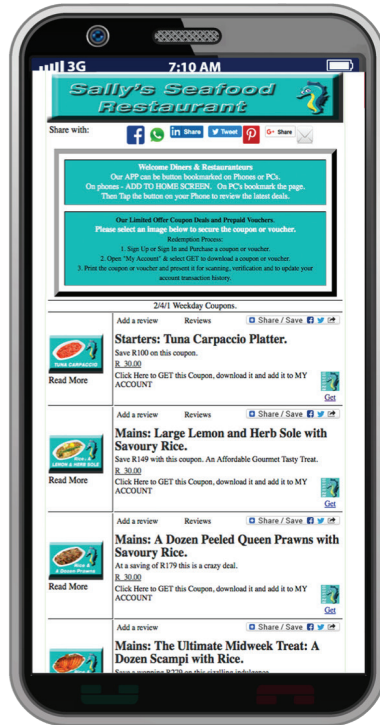 3G 7:10 AM
Sally's Seafood
Restaurant
Share with:
in Share
Tweet
G+ Share
Welcome Diners & Restauranteurs
Our APP can be button bookmarked on Phones or PCs.
On phones - ADD TO HOME SCREEN. On PC's bookmark the page.
Then Tap the button on your Phone to review the latest deals.
Our Limited Offer Coupon Deals and Prepaid Vouchers.
Please select an image below to secure the coupon or voucher.
Redemption Process:
1. Sign Up or Sign In and Purchase a coupon or voucher.
2. Open "My Account" & select GET to download a coupon or voucher.
3. Print the coupon or voucher and present it for scanning, verification and to update your
account transaction history.
2/4/1 Weekday Coupons.
Add a review Reviews Share / Save
TUNA CARPACCIO
Read More
Starters: Tuna Carpaccio Platter.
Save R100 on this coupon.
R 30.00
Click Here to GET this Coupon, download it and add it to MY
ACCOUNT
Get
Add a review Reviews Share / Save
Rice &
LEMON & HERB SOLE
Read More
Mains: Large Lemon and Herb Sole with
Savoury Rice.
Save R149 with this coupon. An Affordable Gourmet Tasty Treat.
R 30.00
Click Here to GET this Coupon, download it and add it to MY
ACCOUNT
Get
Add a review Reviews Share / Save
Rice &
A Dozen Prawns
Read More
Mains: A Dozen Peeled Queen Prawns with
Savoury Rice.
At a saving of R179 this is a crazy deal.
R 30.00
Click Here to GET this Coupon, download it and add it to MY
ACCOUNT
Get
Add a review Share / Save
Mains: The Ultimate Midweek Treat: A
Dozen Scampi with Rice.